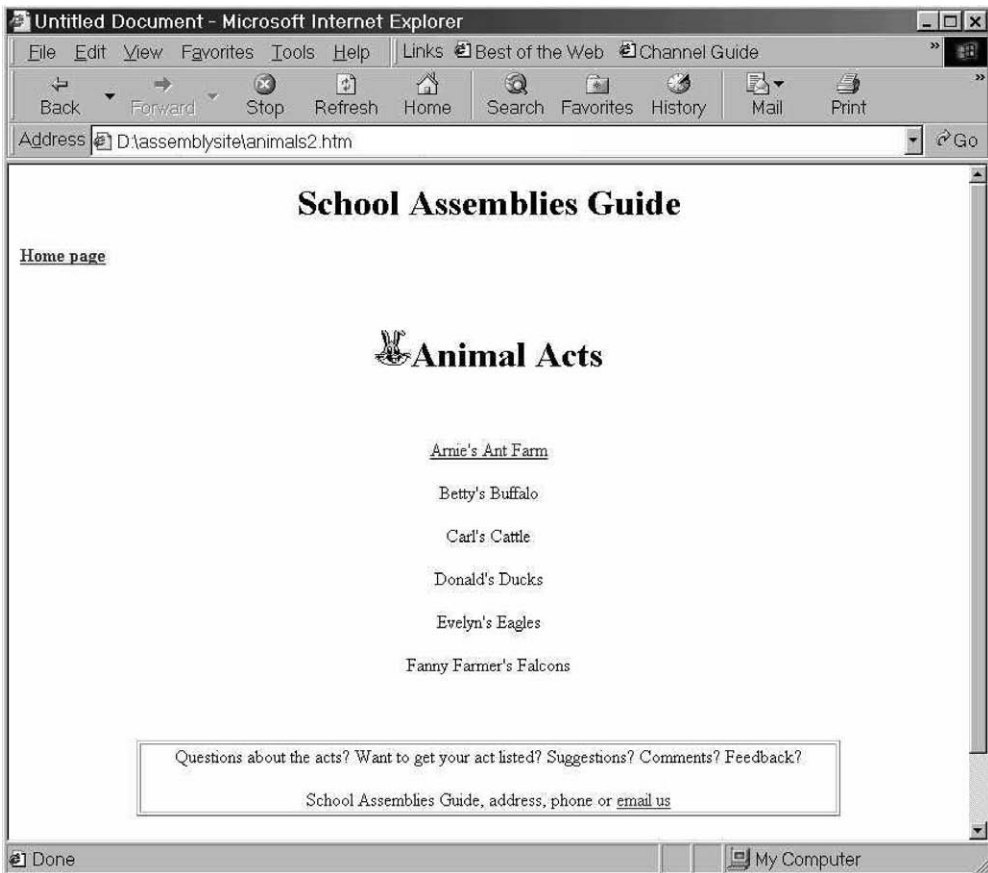 Untitled Document - Microsoft Internet Explorer
File Edit View Favorites Tools Help Links Best of the Web Channel Guide »
Back Forward Stop Refresh Home Search Favorites History Mail Print »
Address D:\assemblysite\animals2.htm Go
School Assemblies Guide
Home page
Animal Acts
Arnie's Ant Farm
Betty's Buffalo
Carl's Cattle
Donald's Ducks
Evelyn's Eagles
Fanny Farmer's Falcons
Questions about the acts? Want to get your act listed? Suggestions? Comments? Feedback?
School Assemblies Guide, address, phone or email us
Done My Computer